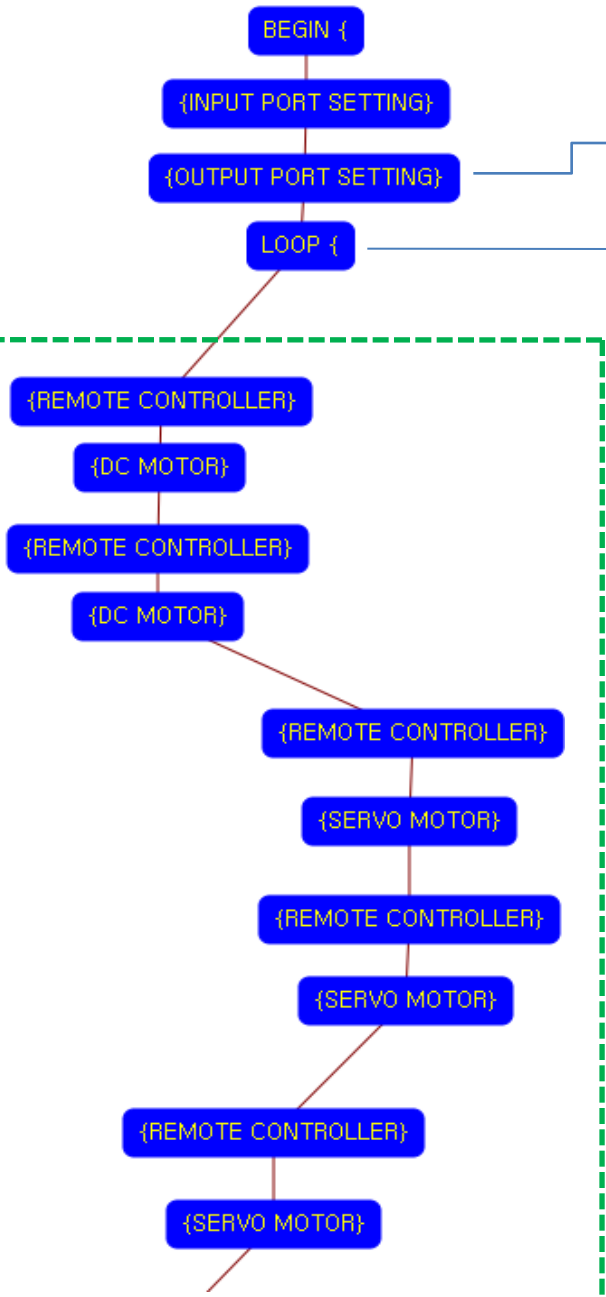 BEGIN {
{INPUT PORT SETTING}
{OUTPUT PORT SETTING}
LOOP {
{REMOTE CONTROLLER}
{DC MOTOR}
{REMOTE CONTROLLER}
{DC MOTOR}
{REMOTE CONTROLLER}
{SERVO MOTOR}
{REMOTE CONTROLLER}
{SERVO MOTOR}
{REMOTE CONTROLLER}
{SERVO MOTOR}